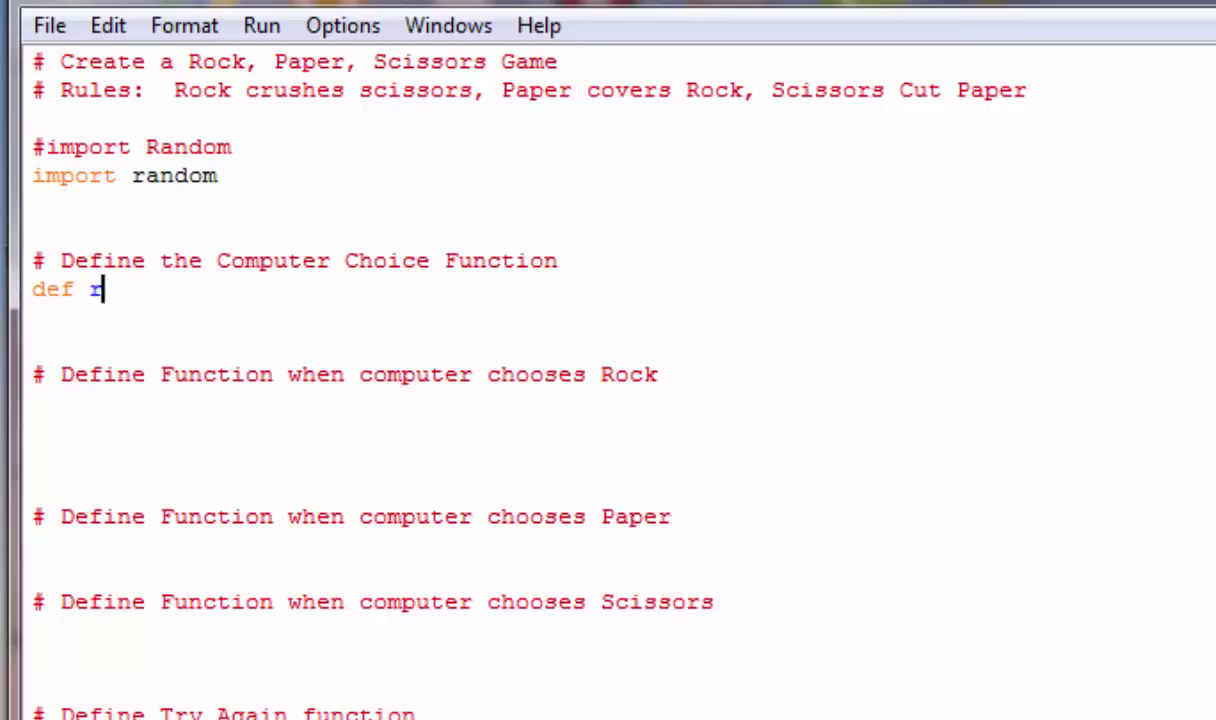 File Edit Format Run Options Windows Help
# Create a Rock, Paper, Scissors Game
# Rules:  Rock crushes scissors, Paper covers Rock, Scissors Cut Paper
#import Random
import random
# Define the Computer Choice Function
def r
# Define Function when computer chooses Rock
# Define Function when computer chooses Paper
# Define Function when computer chooses Scissors
# Define Try Again function